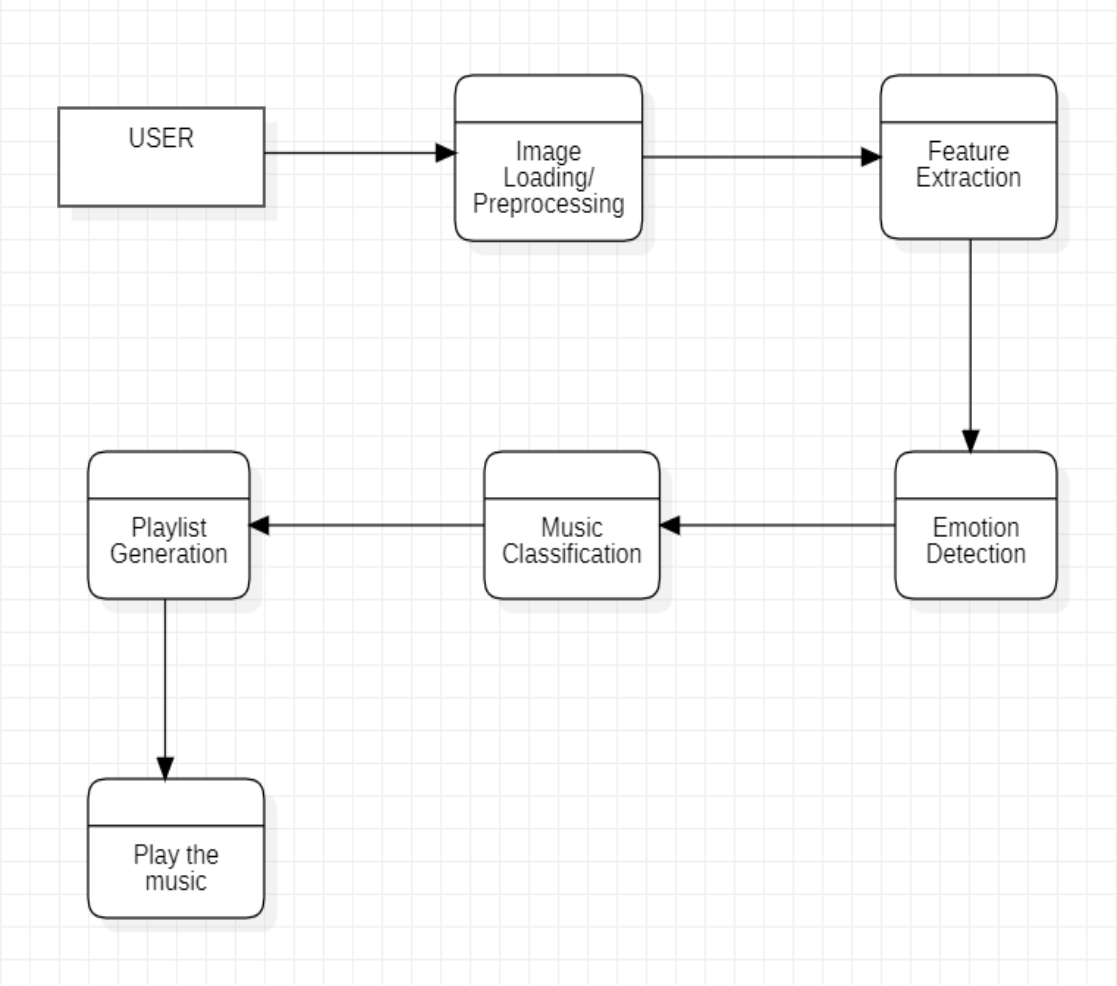 USER
Image
Loading/
Preprocessing
Feature
Extraction
Emotion
Detection
Music
Classification
Playlist
Generation
Play the
music